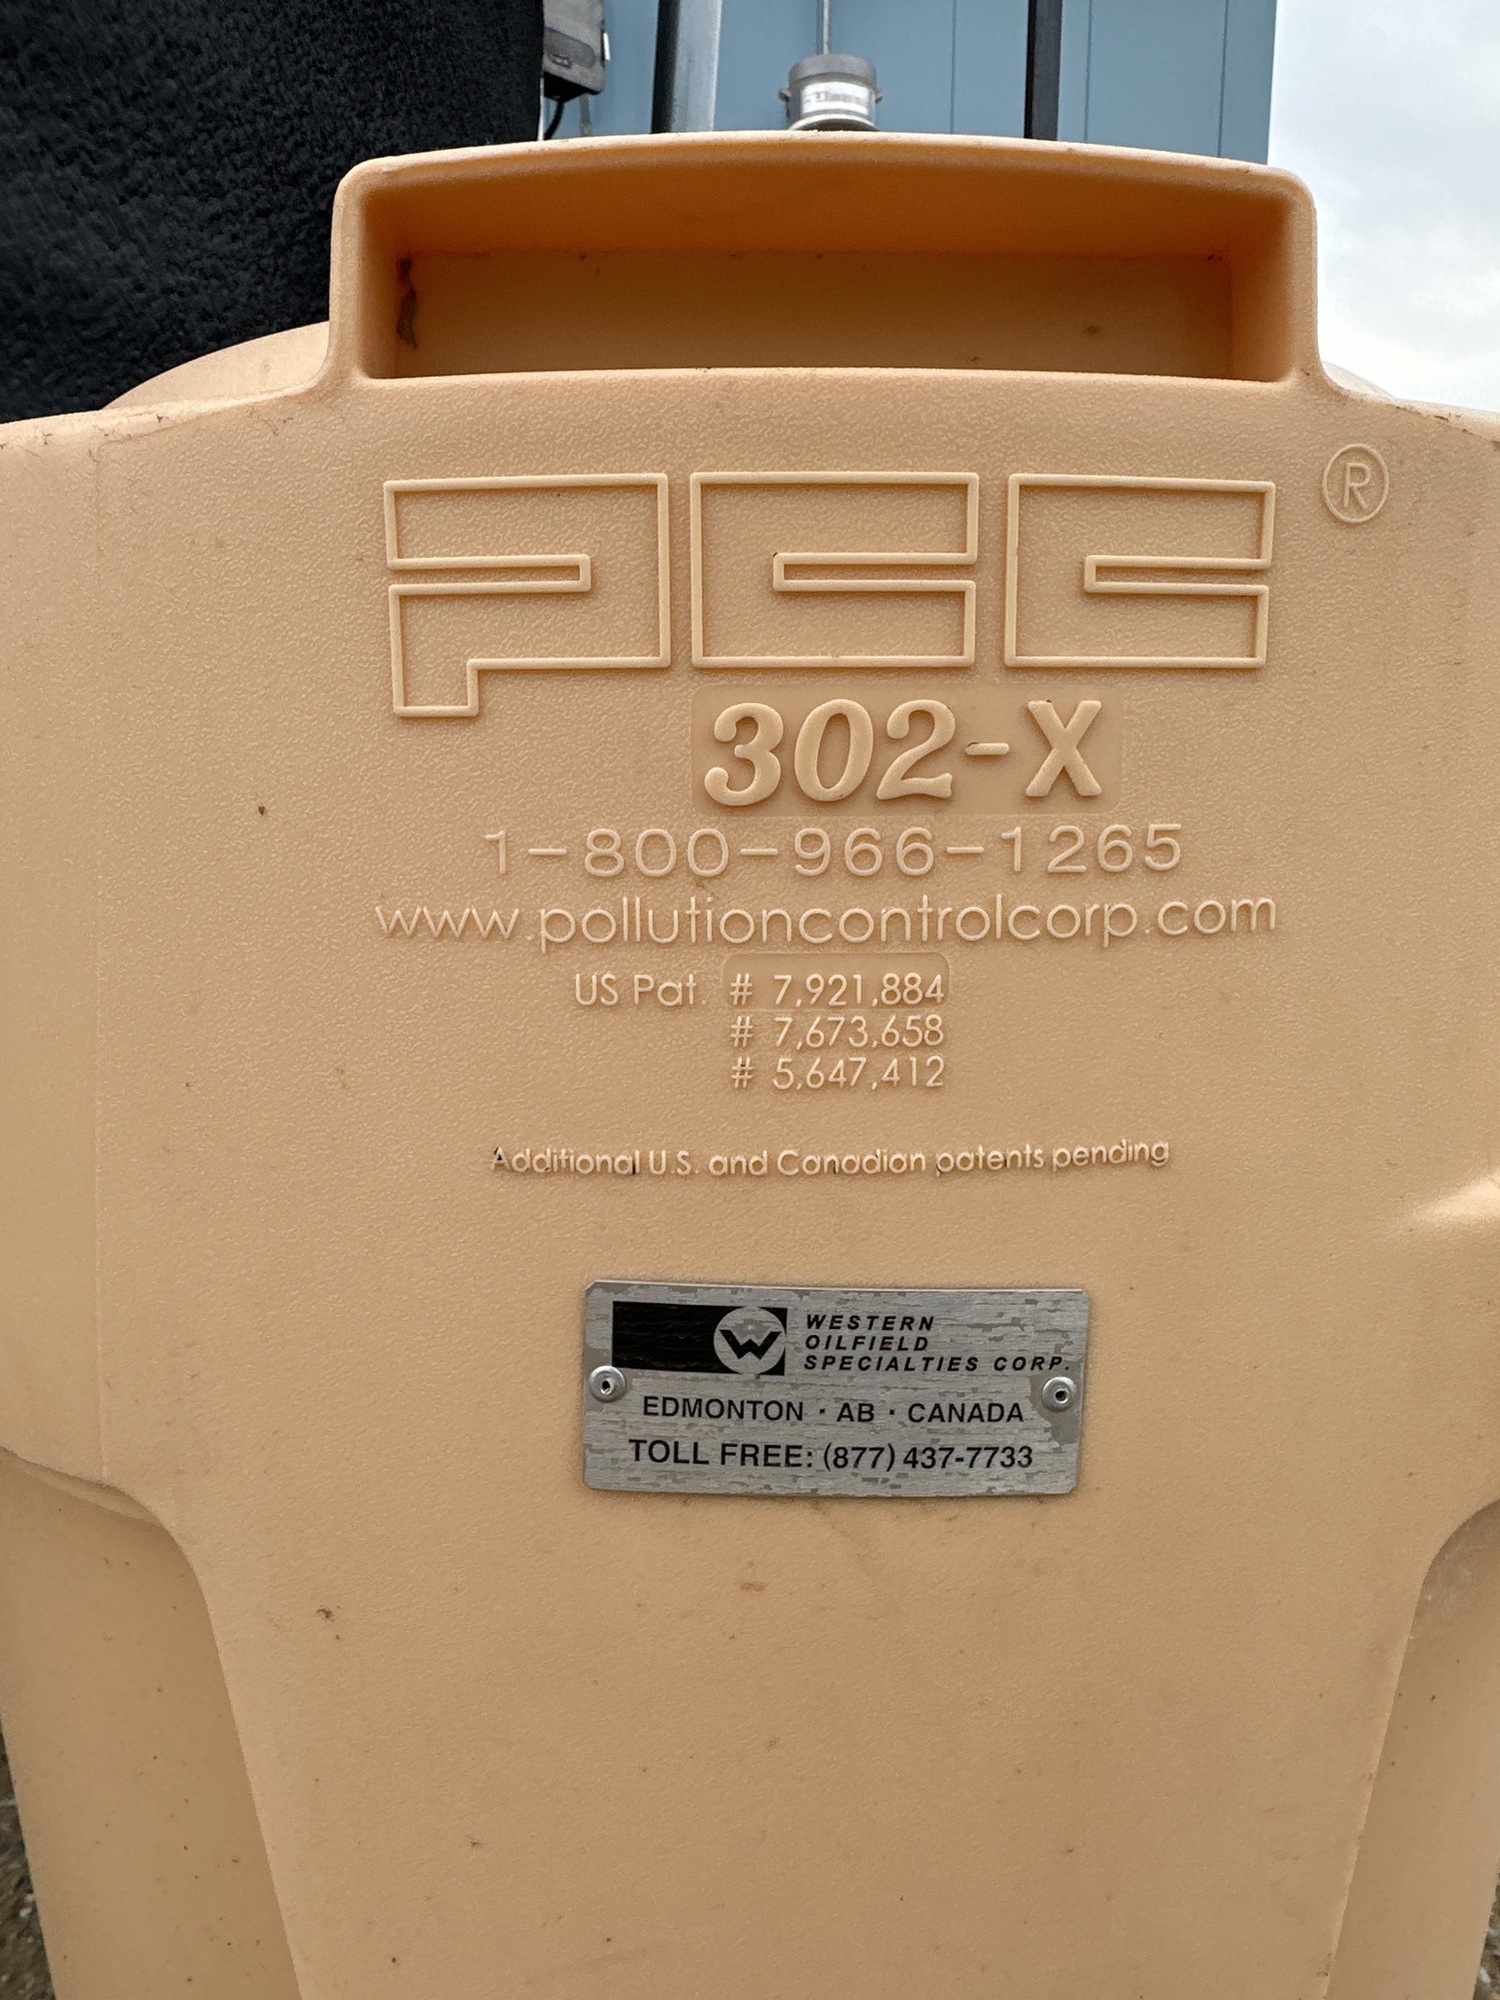 PCC ®
302-X
1-800-966-1265
www.pollutioncontrolcorp.com
US Pat. # 7,921,884
# 7,673,658
# 5,647,412
Additional U.S. and Canadian patents pending
W WESTERN
OILFIELD
SPECIALTIES CORP.
EDMONTON · AB · CANADA
TOLL FREE: (877) 437-7733